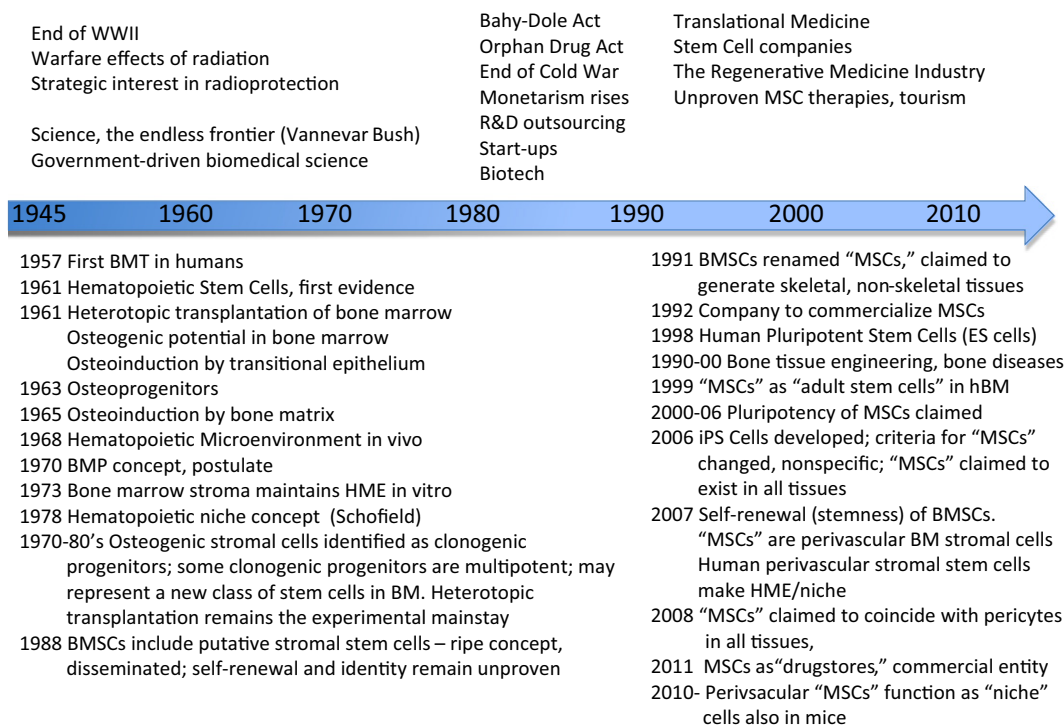 End of WWII
Warfare effects of radiation
Strategic interest in radioprotection
Science, the endless frontier (Vannevar Bush)
Government-driven biomedical science
Bahy-Dole Act
Orphan Drug Act
End of Cold War
Monetarism rises
R&D outsourcing
Start-ups
Biotech
Translational Medicine
Stem Cell companies
The Regenerative Medicine Industry
Unproven MSC therapies, tourism
1945 1960 1970 1980 1990 2000 2010
1957 First BMT in humans
1961 Hematopoietic Stem Cells, first evidence
1961 Heterotopic transplantation of bone marrow
Osteogenic potential in bone marrow
Osteoinduction by transitional epithelium
1963 Osteoprogenitors
1965 Osteoinduction by bone matrix
1968 Hematopoietic Microenvironment in vivo
1970 BMP concept, postulate
1973 Bone marrow stroma maintains HME in vitro
1978 Hematopoietic niche concept (Schofield)
1970-80's Osteogenic stromal cells identified as clonogenic
progenitors; some clonogenic progenitors are multipotent; may
represent a new class of stem cells in BM. Heterotopic
transplantation remains the experimental mainstay
1988 BMSCs include putative stromal stem cells – ripe concept,
disseminated; self-renewal and identity remain unproven
1991 BMSCs renamed “MSCs,” claimed to
generate skeletal, non-skeletal tissues
1992 Company to commercialize MSCs
1998 Human Pluripotent Stem Cells (ES cells)
1990-00 Bone tissue engineering, bone diseases
1999 “MSCs” as “adult stem cells” in hBM
2000-06 Pluripotency of MSCs claimed
2006 iPS Cells developed; criteria for “MSCs”
changed, nonspecific; “MSCs” claimed to
exist in all tissues
2007 Self-renewal (stemness) of BMSCs.
“MSCs” are perivascular BM stromal cells
Human perivascular stromal stem cells
make HME/niche
2008 “MSCs” claimed to coincide with pericytes
in all tissues,
2011 MSCs as“drugstores,” commercial entity
2010- Perivsacular “MSCs” function as “niche”
cells also in mice